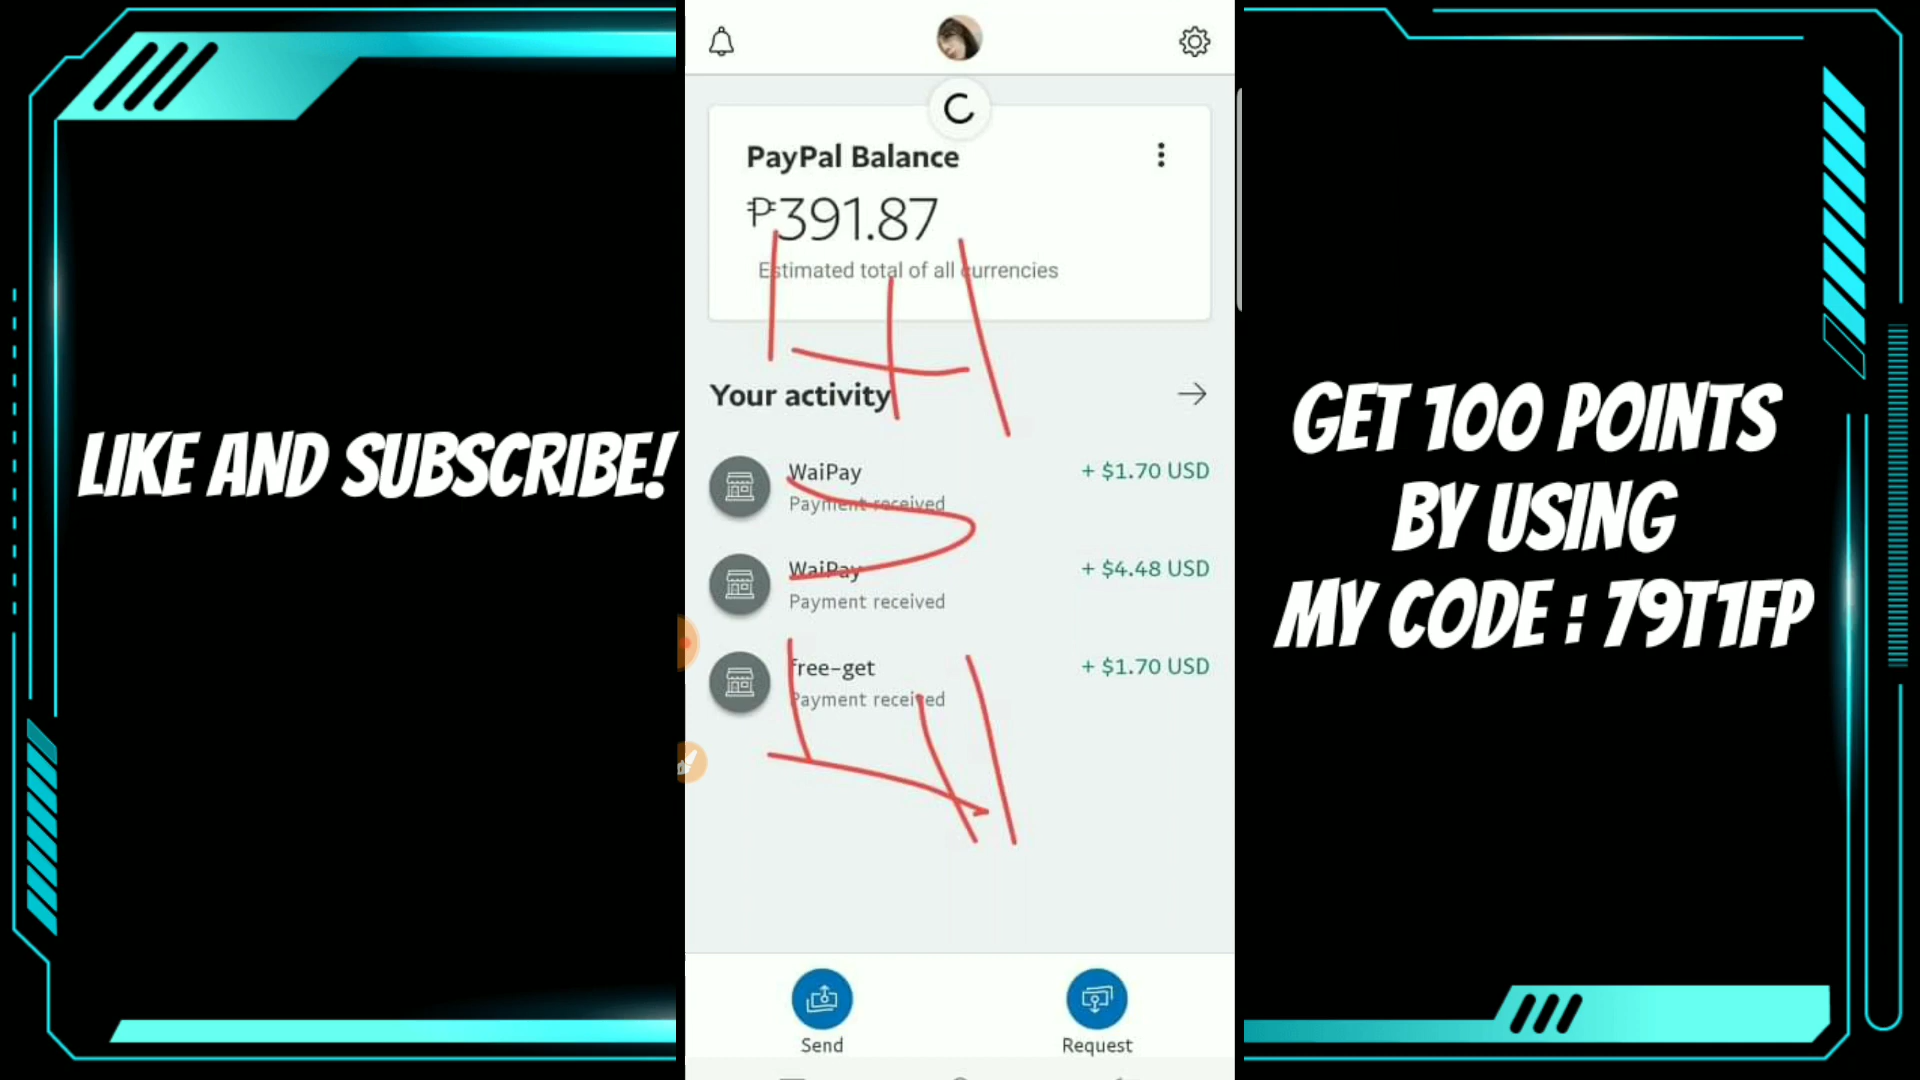 LIKE AND SUBSCRIBE!
PayPal Balance
₱391.87
Estimated total of all currencies
Your activity
WaiPay
+ $1.70 USD
Payment received
WaiPay
+ $4.48 USD
Payment received
free-get
+ $1.70 USD
Payment received
Send
Request
GET 100 POINTS
BY USING
MY CODE : 79T1FP